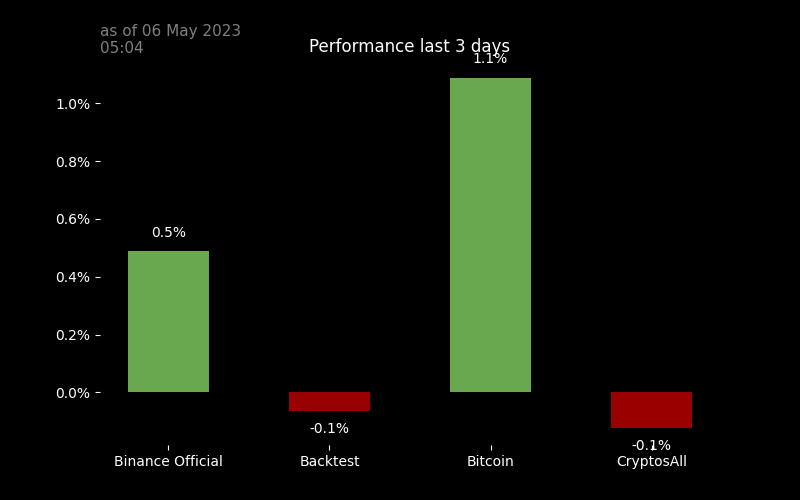 as of 06 May 2023
05:04
Performance last 3 days
1.1%
1.0%
0.8%
0.6%
0.5%
0.4%
0.2%
0.0%
-0.1%
-0.1%
Binance Official
Backtest
Bitcoin
CryptosAll